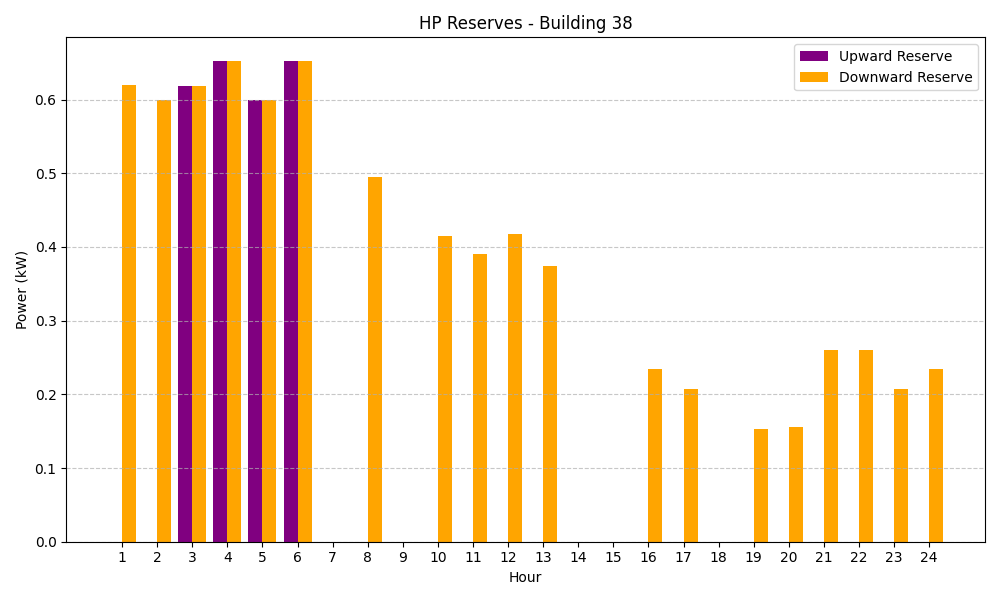 HP Reserves - Building 38
Upward Reserve
Downward Reserve
Power (kW)
0.6
0.5
0.4
0.3
0.2
0.1
0.0
1 2 3 4 5 6 7 8 9 10 11 12 13 14 15 16 17 18 19 20 21 22 23 24
Hour